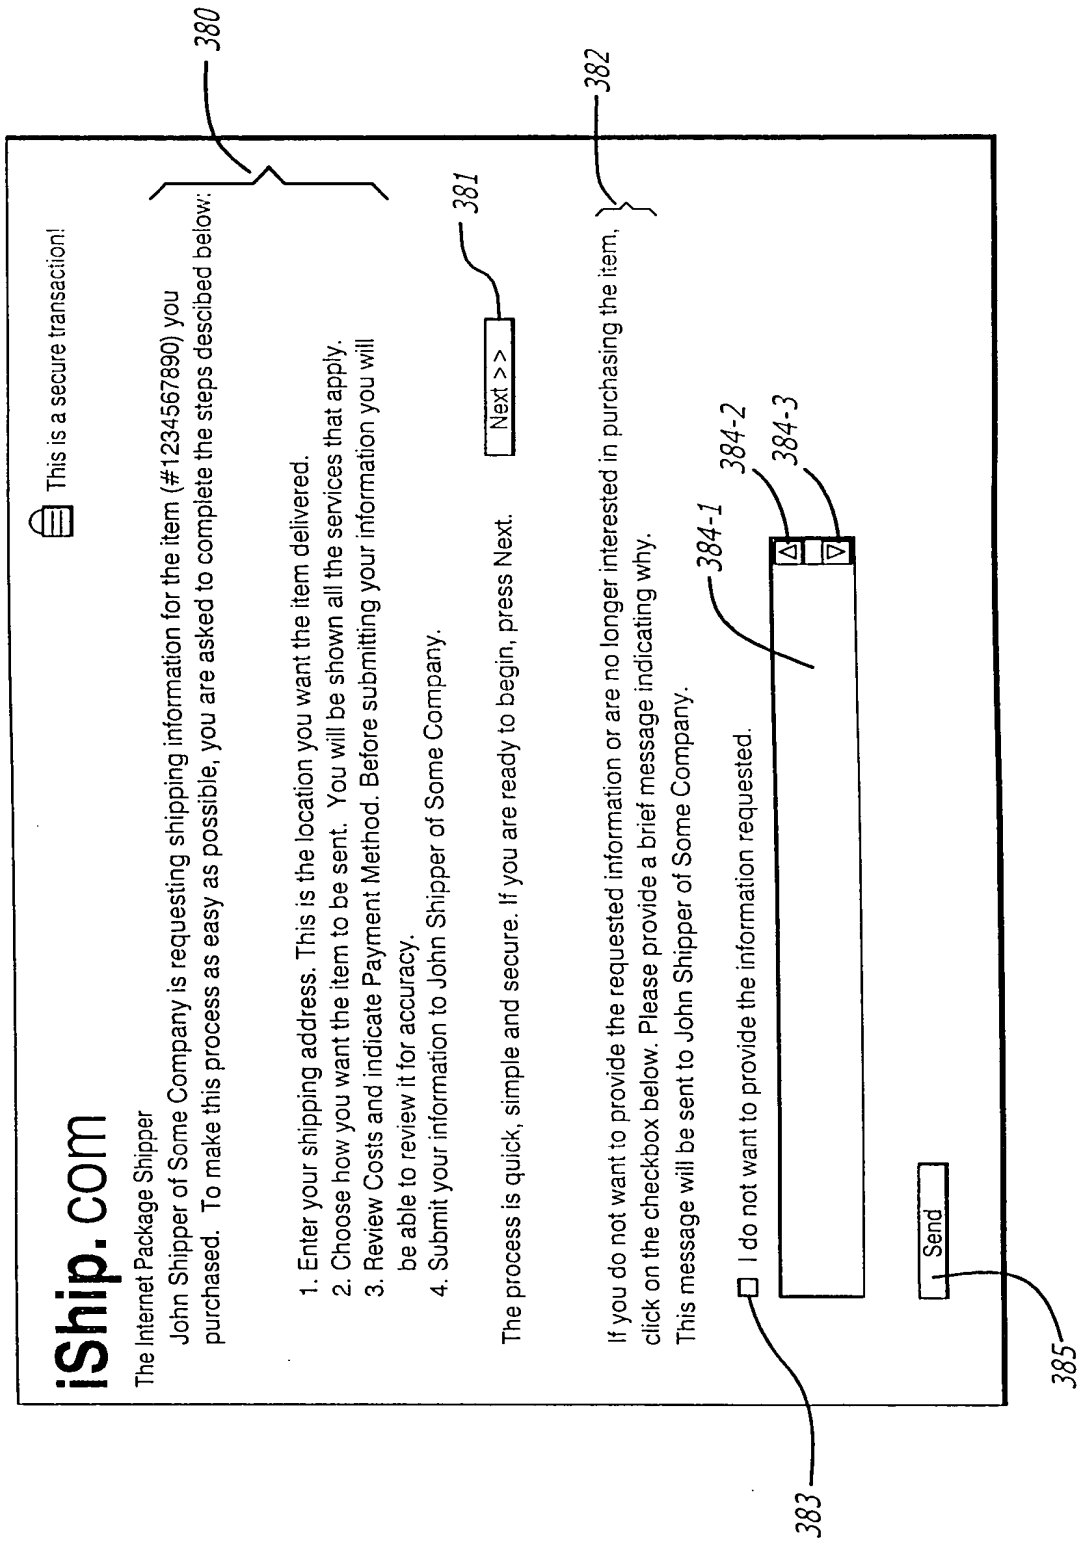 iShip.com
This is a secure transaction!
The Internet Package Shipper
John Shipper of Some Company is requesting shipping information for the item (#1234567890) you
purchased. To make this process as easy as possible, you are asked to complete the steps descibed below:
380
1. Enter your shipping address. This is the location you want the item delivered.
2. Choose how you want the item to be sent. You will be shown all the services that apply.
3. Review Costs and indicate Payment Method. Before submitting your information you will
be able to review it for accuracy.
4. Submit your information to John Shipper of Some Company.
381
The process is quick, simple and secure. If you are ready to begin, press Next.
Next >>
382
If you do not want to provide the requested information or are no longer interested in purchasing the item,
click on the checkbox below. Please provide a brief message indicating why.
This message will be sent to John Shipper of Some Company.
384-1
384-2
384-3
I do not want to provide the information requested.
383
Send
385